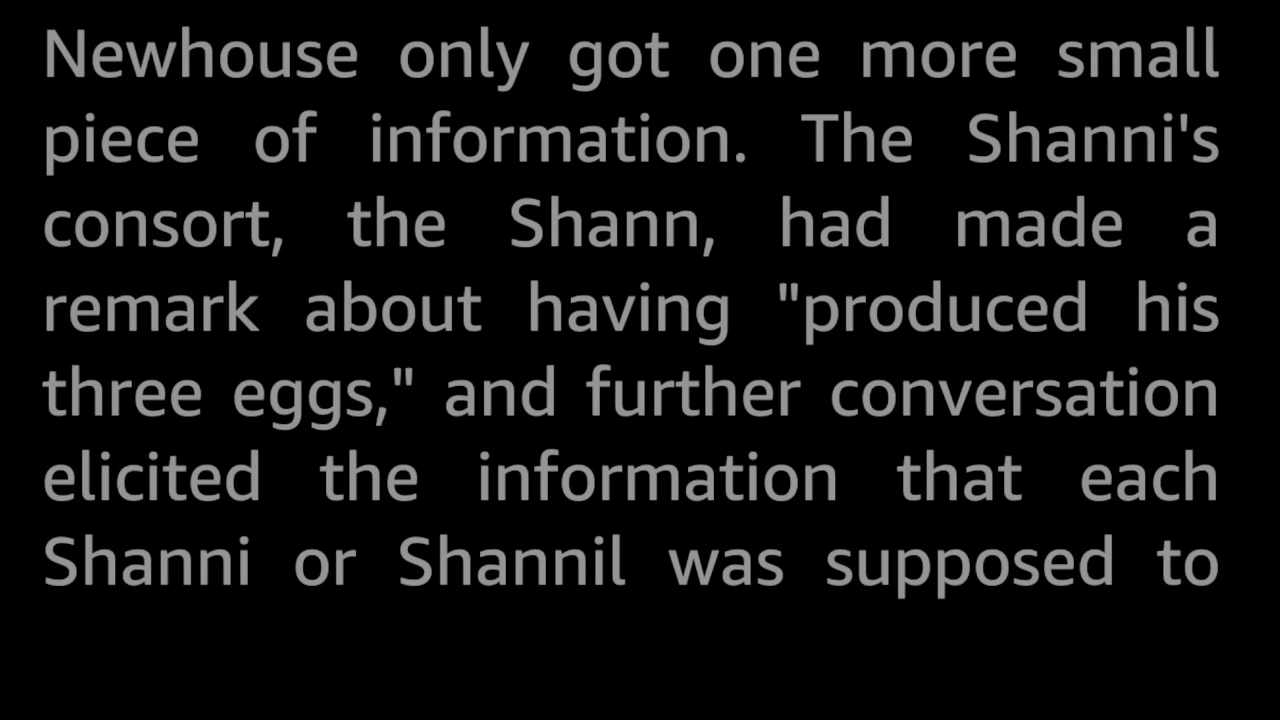 Newhouse only got one more small
piece of information. The Shanni's
consort, the Shann, had made a
remark about having "produced his
three eggs," and further conversation
elicited the information that each
Shanni or Shannil was supposed to